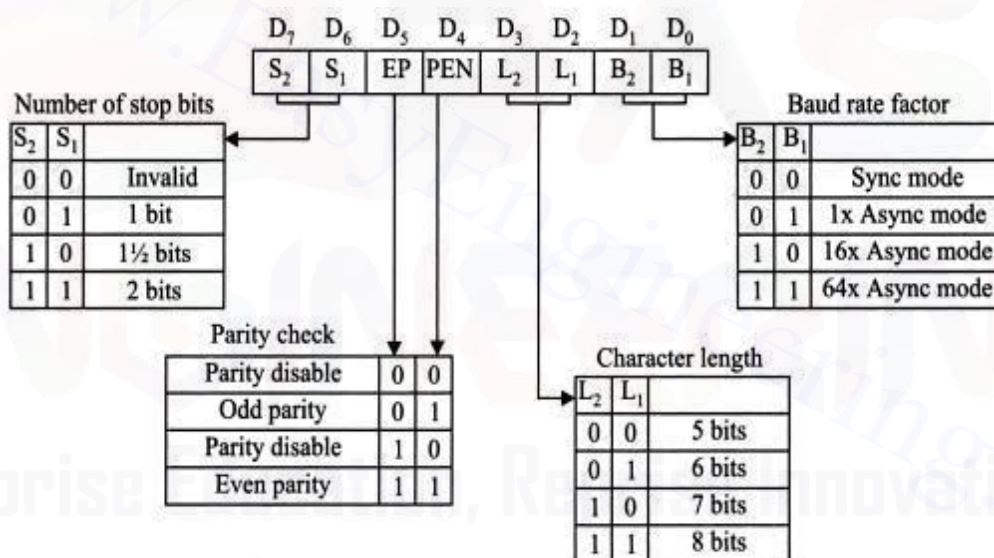 D₇ D₆ D₅ D₄ D₃ D₂ D₁ D₀
S₂ S₁ EP PEN L₂ L₁ B₂ B₁
Number of stop bits
S₂ S₁
0 0 Invalid
0 1 1 bit
1 0 1½ bits
1 1 2 bits
Baud rate factor
B₂ B₁
0 0 Sync mode
0 1 1x Async mode
1 0 16x Async mode
1 1 64x Async mode
Parity check
Parity disable 0 0
Odd parity 0 1
Parity disable 1 0
Even parity 1 1
Character length
L₂ L₁
0 0 5 bits
0 1 6 bits
1 0 7 bits
1 1 8 bits